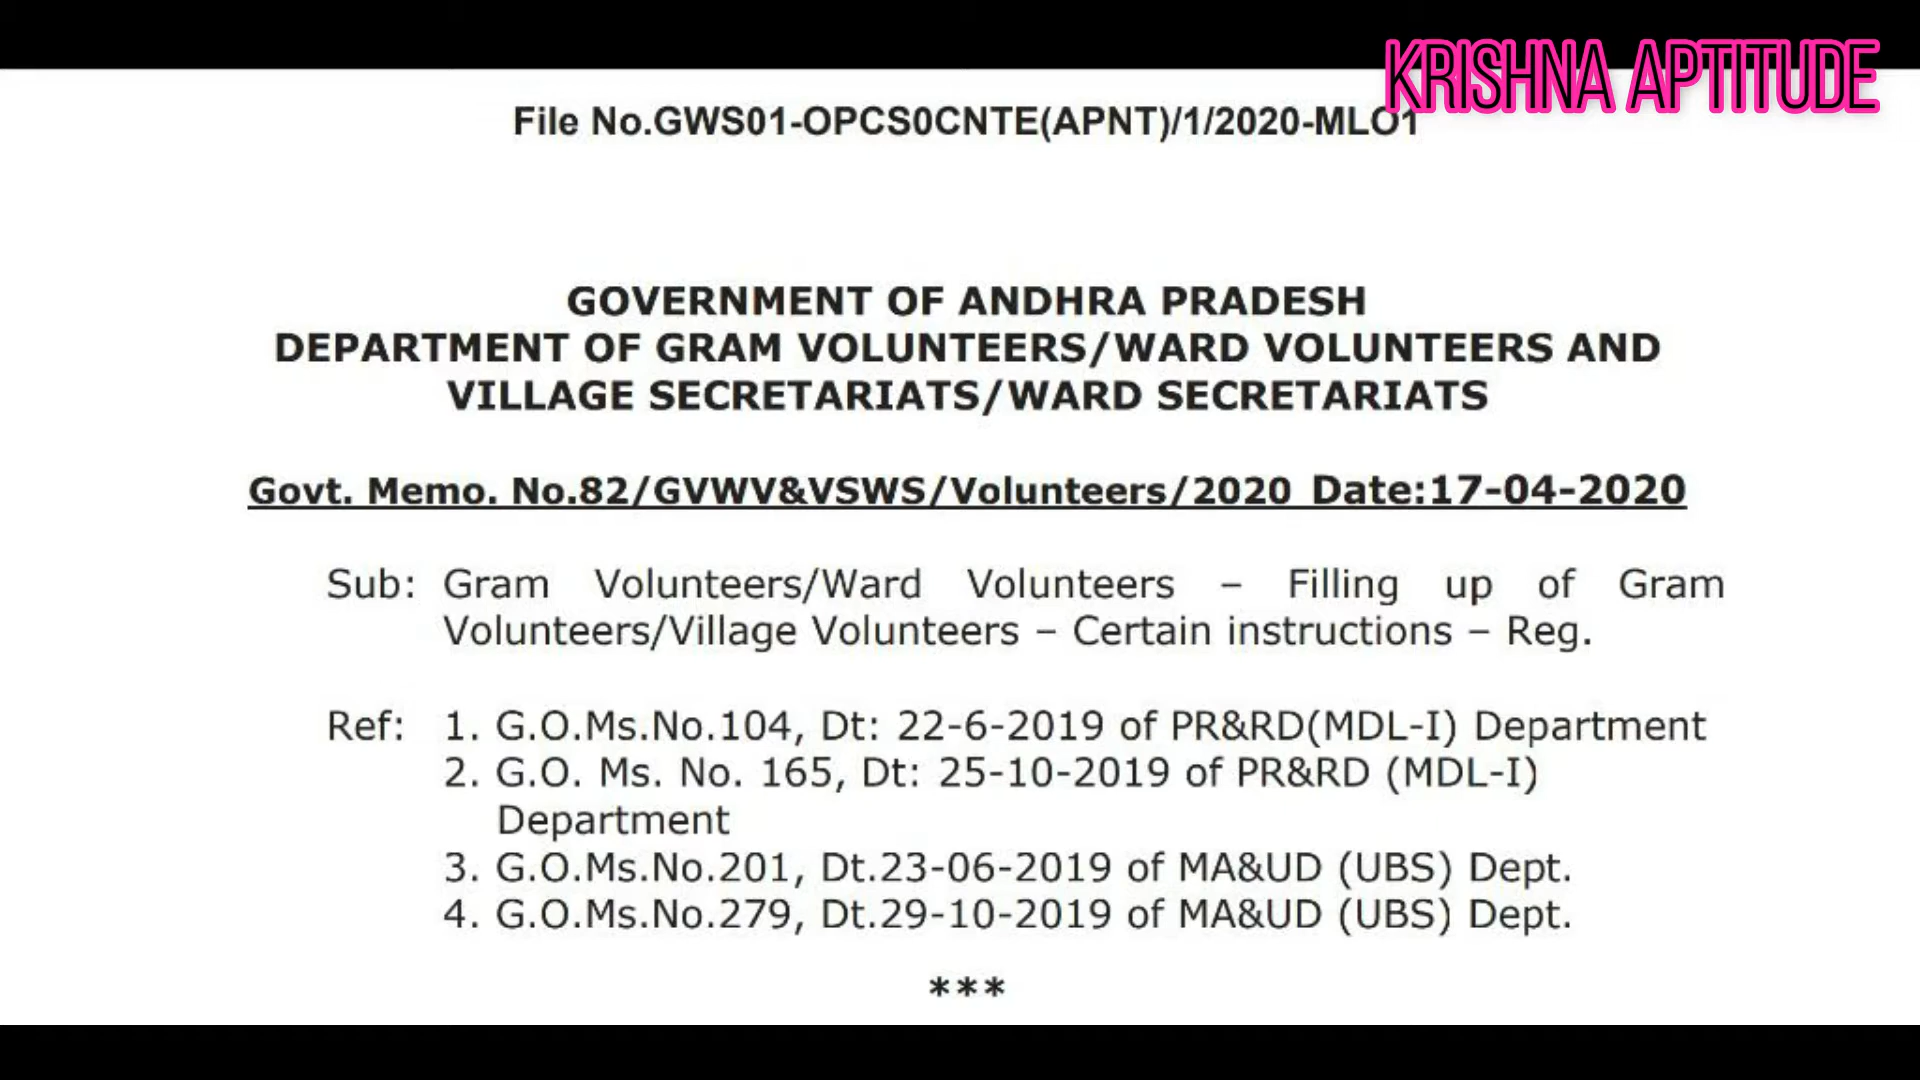 KRISHNA APTITUDE
File No.GWS01-OPCS0CNTE(APNT)/1/2020-MLO1
GOVERNMENT OF ANDHRA PRADESH
DEPARTMENT OF GRAM VOLUNTEERS/WARD VOLUNTEERS AND
VILLAGE SECRETARIATS/WARD SECRETARIATS
Govt. Memo. No.82/GVWV&VSWS/Volunteers/2020 Date:17-04-2020
Sub: Gram Volunteers/Ward Volunteers – Filling up of Gram
Volunteers/Village Volunteers – Certain instructions – Reg.
Ref: 1. G.O.Ms.No.104, Dt: 22-6-2019 of PR&RD(MDL-I) Department
2. G.O. Ms. No. 165, Dt: 25-10-2019 of PR&RD (MDL-I)
Department
3. G.O.Ms.No.201, Dt.23-06-2019 of MA&UD (UBS) Dept.
4. G.O.Ms.No.279, Dt.29-10-2019 of MA&UD (UBS) Dept.
***